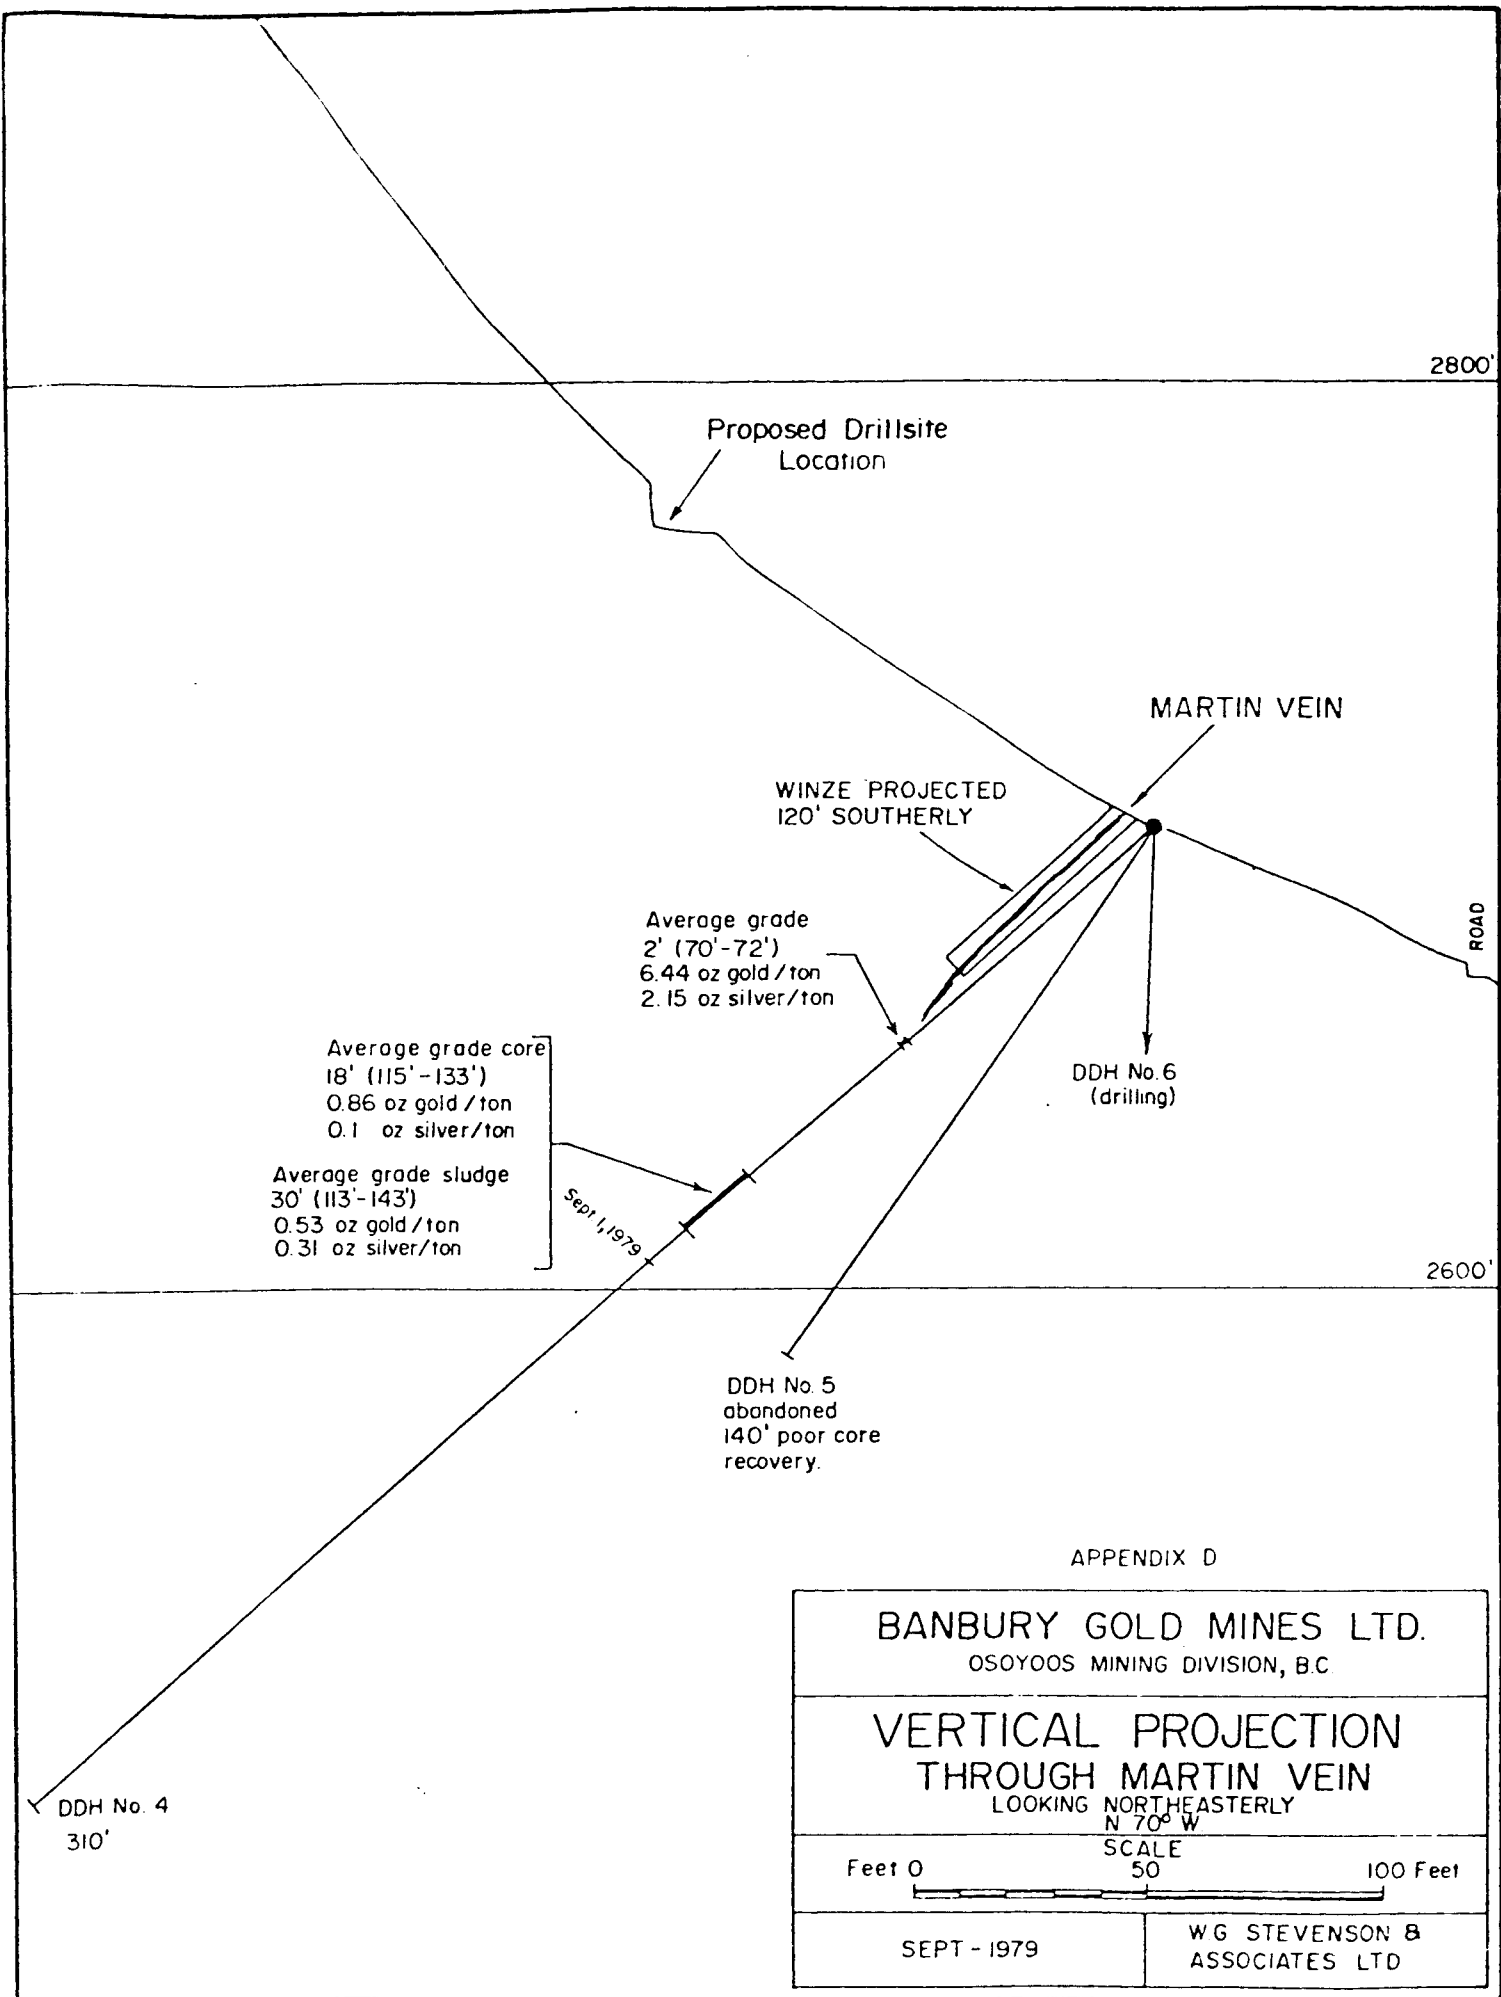 2800'
Proposed Drillsite
Location
MARTIN VEIN
WINZE PROJECTED
120' SOUTHERLY
ROAD
Average grade
2' (70'-72')
6.44 oz gold/ton
2.15 oz silver/ton
Average grade core
18' (115'-133')
0.86 oz gold/ton
0.1 oz silver/ton
DDH No. 6
(drilling)
Average grade sludge
30' (113'-143')
0.53 oz gold/ton
0.31 oz silver/ton
Sept 1, 1979
2600'
DDH No. 5
abandoned
140' poor core
recovery.
DDH No. 4
310'
APPENDIX D
BANBURY GOLD MINES LTD.
OSOYOOS MINING DIVISION, B.C.
VERTICAL PROJECTION
THROUGH MARTIN VEIN
LOOKING NORTHEASTERLY
N 70° W
SCALE
Feet 0 50 100 Feet
SEPT - 1979
W.G STEVENSON &
ASSOCIATES LTD